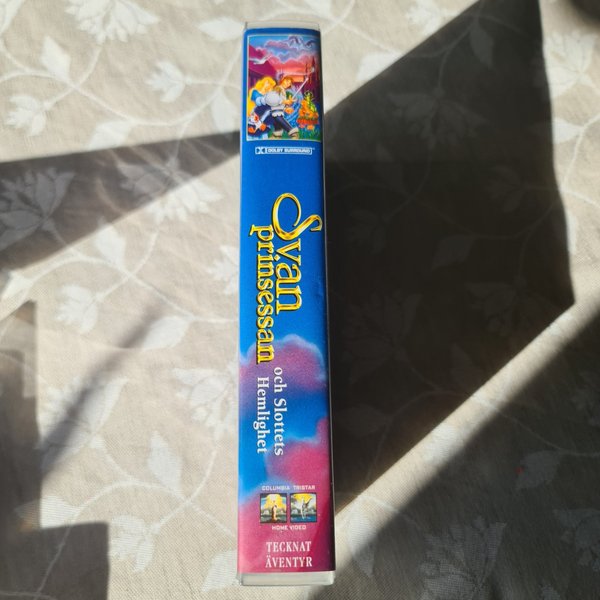 DOLBY SURROUND
Svan
prinsessan
och Slottets
Hemlighet
COLUMBIA TRISTAR
HOME VIDEO
TECKNAT
ÄVENTYR